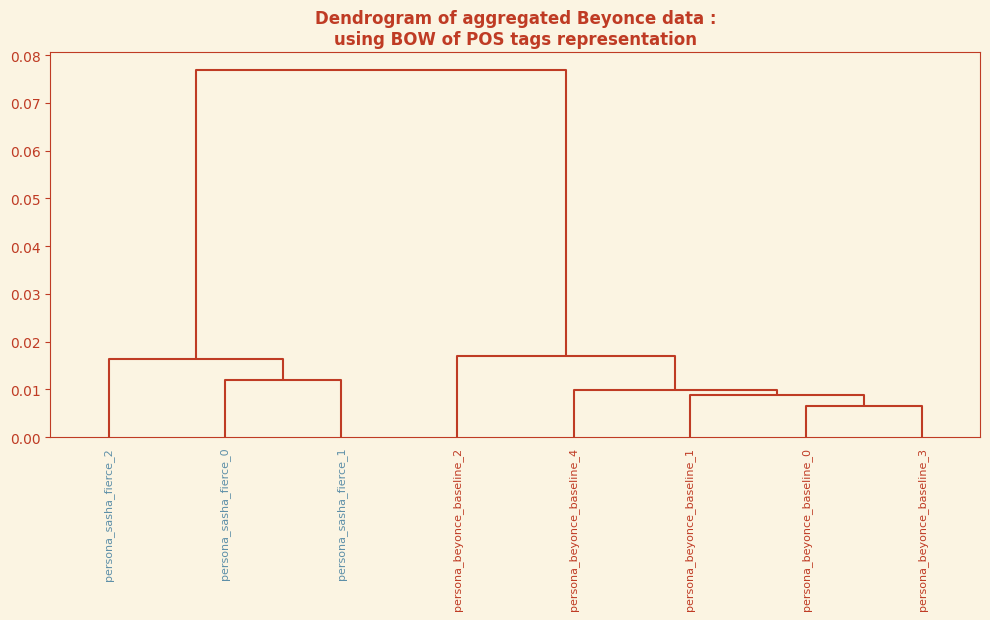 Dendrogram of aggregated Beyonce data :
using BOW of POS tags representation
0.08
0.07
0.06
0.05
0.04
0.03
0.02
0.01
0.00
persona_sasha_fierce_2
persona_sasha_fierce_0
persona_sasha_fierce_1
persona_beyonce_baseline_2
persona_beyonce_baseline_4
persona_beyonce_baseline_1
persona_beyonce_baseline_0
persona_beyonce_baseline_3